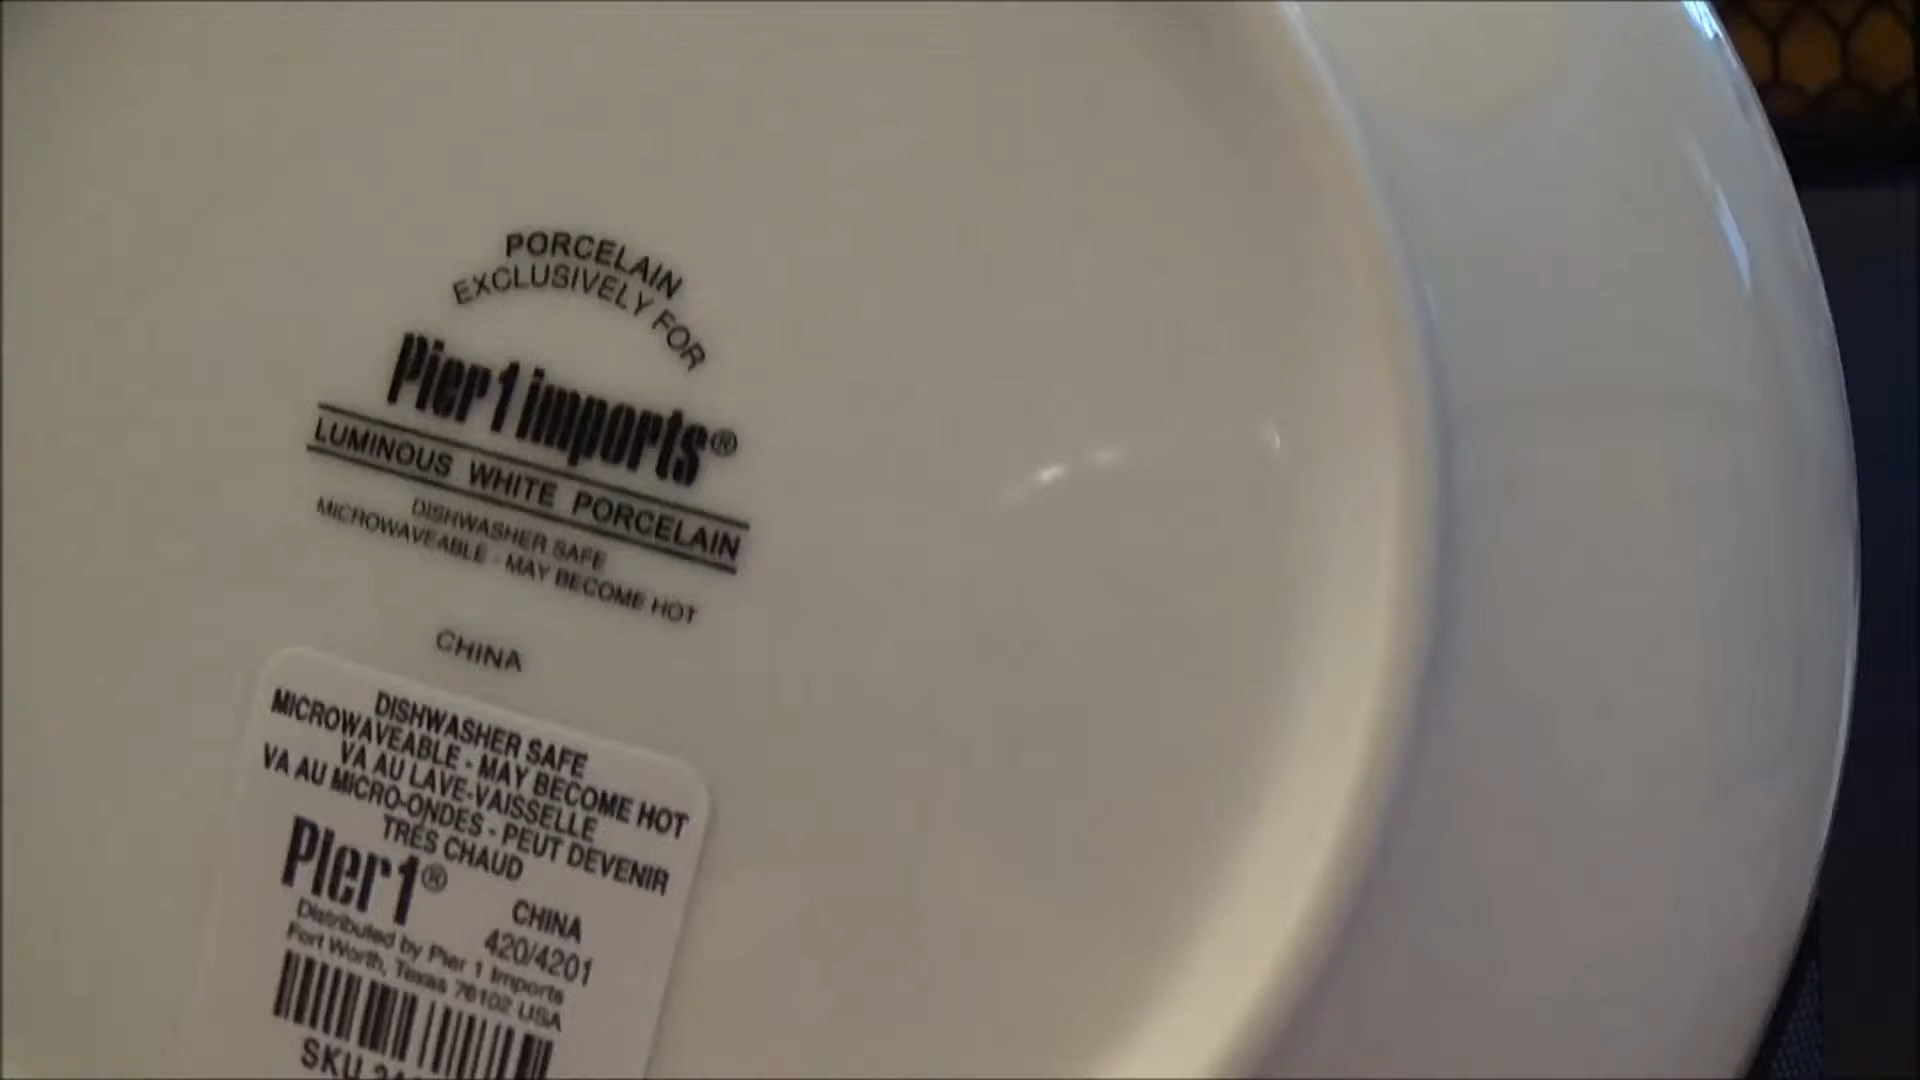 PORCELAIN
EXCLUSIVELY FOR
Pier 1 imports®
LUMINOUS WHITE PORCELAIN
DISHWASHER SAFE
MICROWAVEABLE - MAY BECOME HOT
CHINA
DISHWASHER SAFE
MICROWAVEABLE - MAY BECOME HOT
VA AU LAVE-VAISSELLE
VA AU MICRO-ONDES - PEUT DEVENIR
TRÉS CHAUD
Pier 1®
CHINA
420/4201
Distributed by Pier 1 Imports
Fort Worth, Texas 76102 USA
SKU